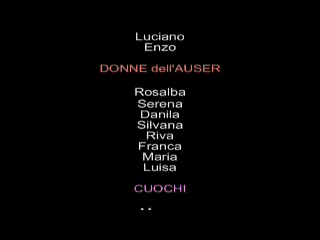 Luciano
Enzo
DONNE dell'AUSER
Rosalba
Serena
Danila
Silvana
Riva
Franca
Maria
Luisa
CUOCHI